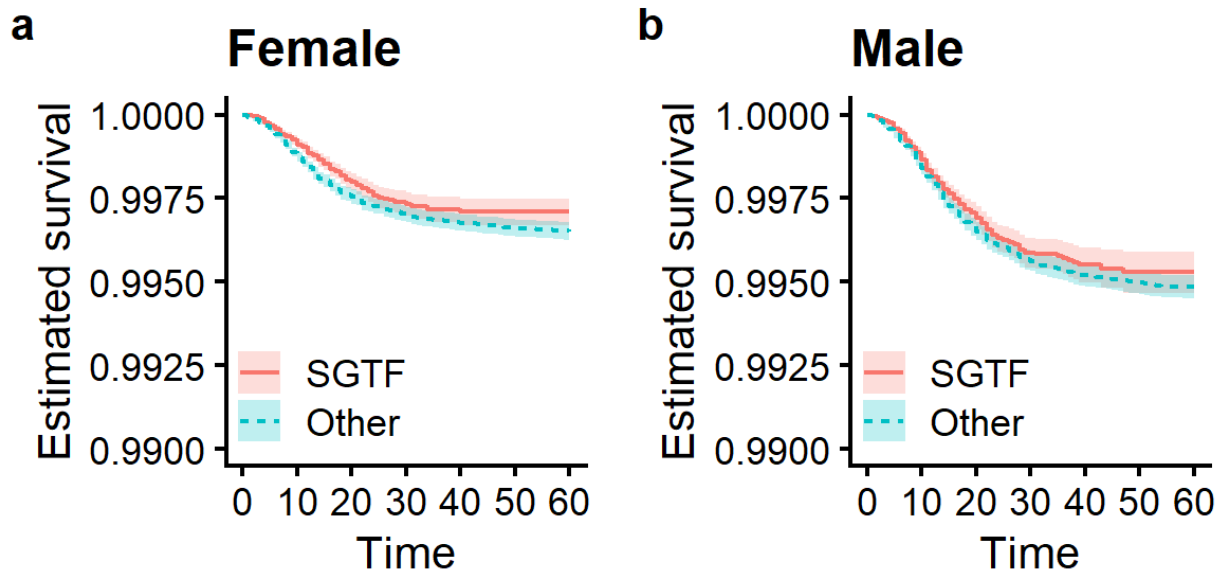 a
Female
Estimated survival
1.0000
0.9975
0.9950
0.9925
0.9900
SGTF
Other
0 10 20 30 40 50 60
Time
b
Male
Estimated survival
1.0000
0.9975
0.9950
0.9925
0.9900
SGTF
Other
0 10 20 30 40 50 60
Time